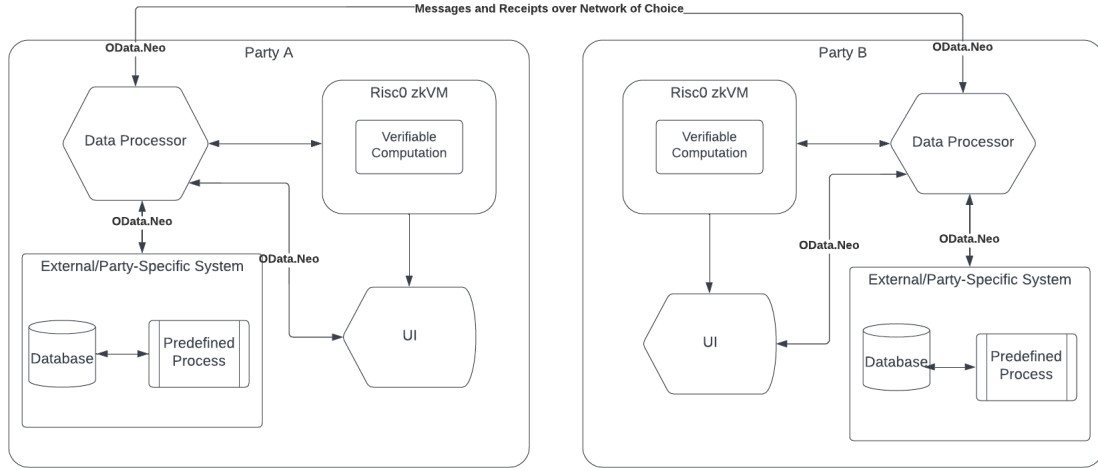 Messages and Receipts over Network of Choice
OData.Neo
Party A
Data Processor
Risc0 zkVM
Verifiable
Computation
OData.Neo
External/Party-Specific System
OData.Neo
Database
Predefined
Process
UI
OData.Neo
Party B
Risc0 zkVM
Verifiable
Computation
Data Processor
OData.Neo
OData.Neo
External/Party-Specific System
UI
Database
Predefined
Process